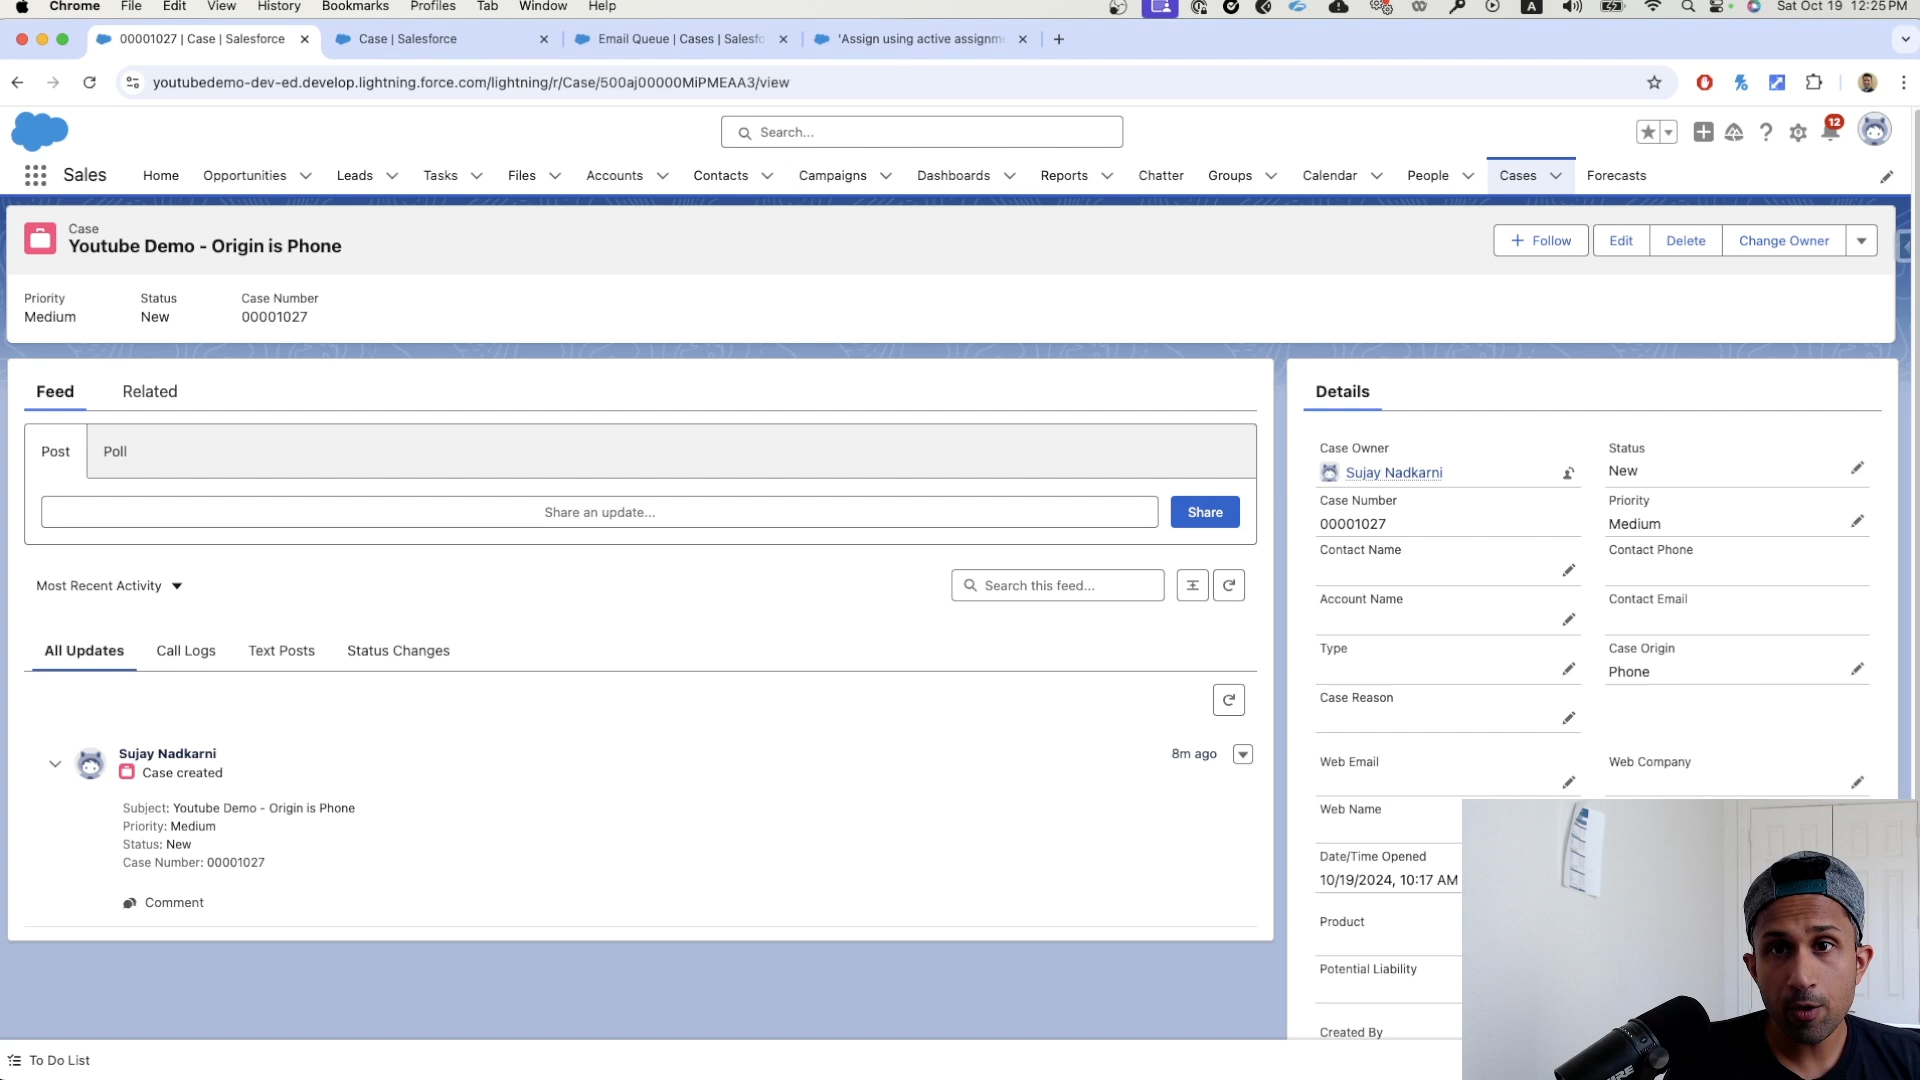 Chrome File Edit View History Bookmarks Profiles Tab Window Help
A
Sat Oct 19 12:25 PM
00001027 | Case | Salesforce
Case | Salesforce
Email Queue | Cases | Salesfo
'Assign using active assignm
youtubedemo-dev-ed.develop.lightning.force.com/lightning/r/Case/500aj00000MiPMEAA3/view
Search...
12
Sales Home Opportunities Leads Tasks Files Accounts Contacts Campaigns Dashboards Reports Chatter Groups Calendar People Cases Forecasts
Case
Youtube Demo - Origin is Phone
Follow Edit Delete Change Owner
Priority Status Case Number
Medium New 00001027
Feed Related
Post Poll
Share an update...
Share
Most Recent Activity
Search this feed...
All Updates Call Logs Text Posts Status Changes
Sujay Nadkarni
8m ago
Case created
Subject: Youtube Demo - Origin is Phone
Priority: Medium
Status: New
Case Number: 00001027
Comment
Details
Case Owner Status
Sujay Nadkarni New
Case Number Priority
00001027 Medium
Contact Name Contact Phone
Account Name Contact Email
Type Case Origin
Phone
Case Reason
Web Email Web Company
Web Name
Date/Time Opened
10/19/2024, 10:17 AM
Product
Potential Liability
Created By
To Do List